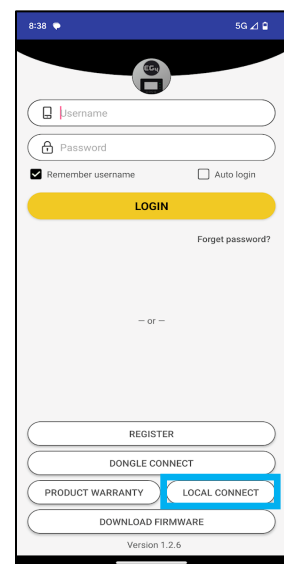 8:38 5G
EG4
Username
Password
Remember username Auto login
LOGIN
Forget password?
— or —
REGISTER
DONGLE CONNECT
PRODUCT WARRANTY LOCAL CONNECT
DOWNLOAD FIRMWARE
Version 1.2.6